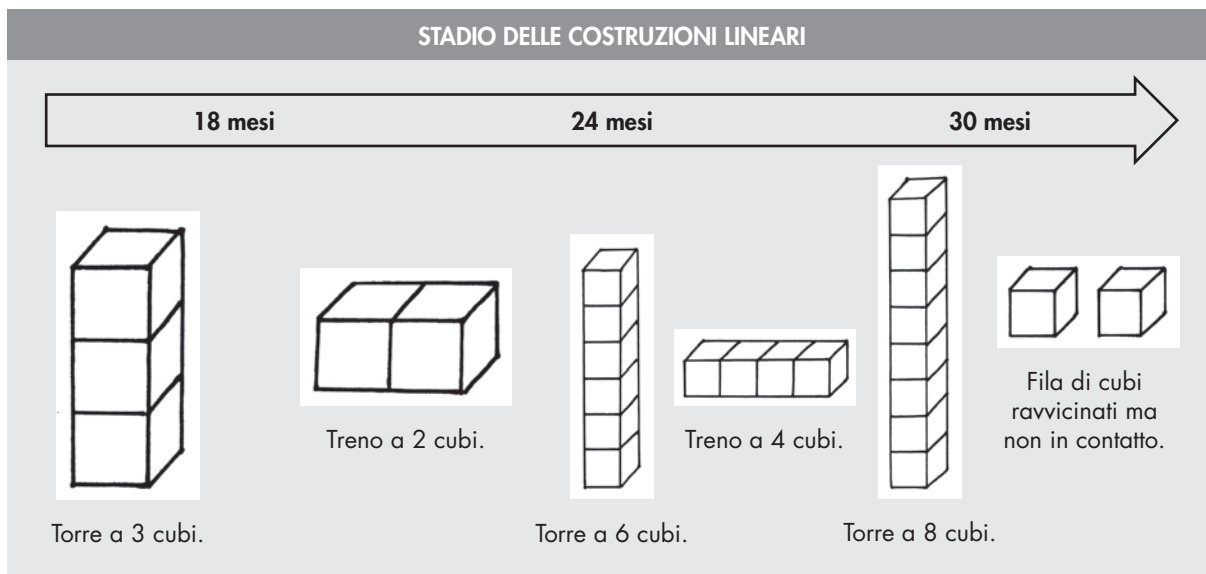 STADIO DELLE COSTRUZIONI LINEARI
18 mesi
24 mesi
30 mesi
Torre a 3 cubi.
Treno a 2 cubi.
Torre a 6 cubi.
Treno a 4 cubi.
Torre a 8 cubi.
Fila di cubi
ravvicinati ma
non in contatto.